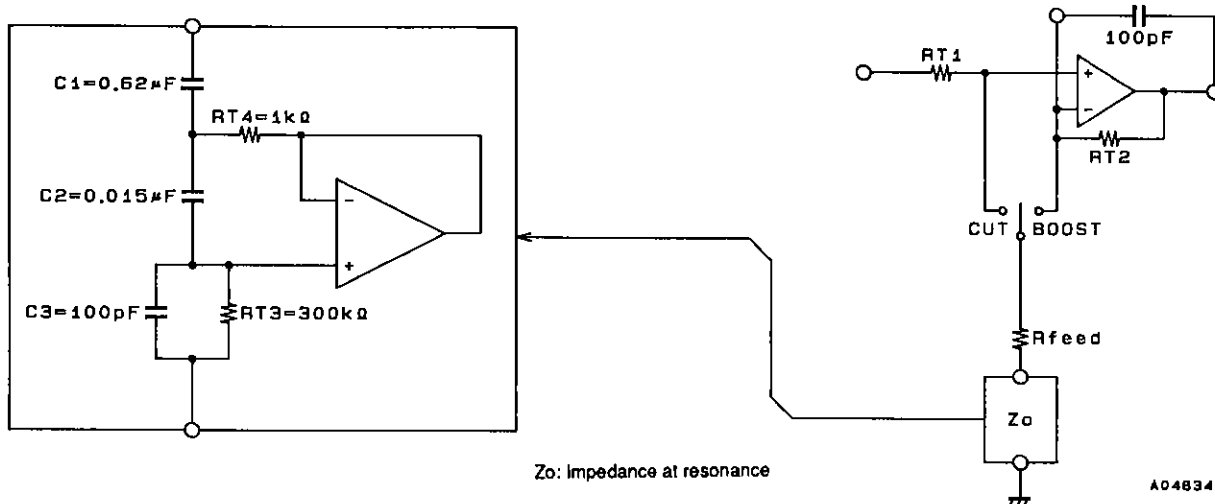 C1=0.62μF
RT4=1kΩ
C2=0.015μF
-
+
C3=100pF
RT3=300kΩ
100pF
RT1
+
-
RT2
CUT
BOOST
Rfeed
Zo
Zo: Impedance at resonance
A04834